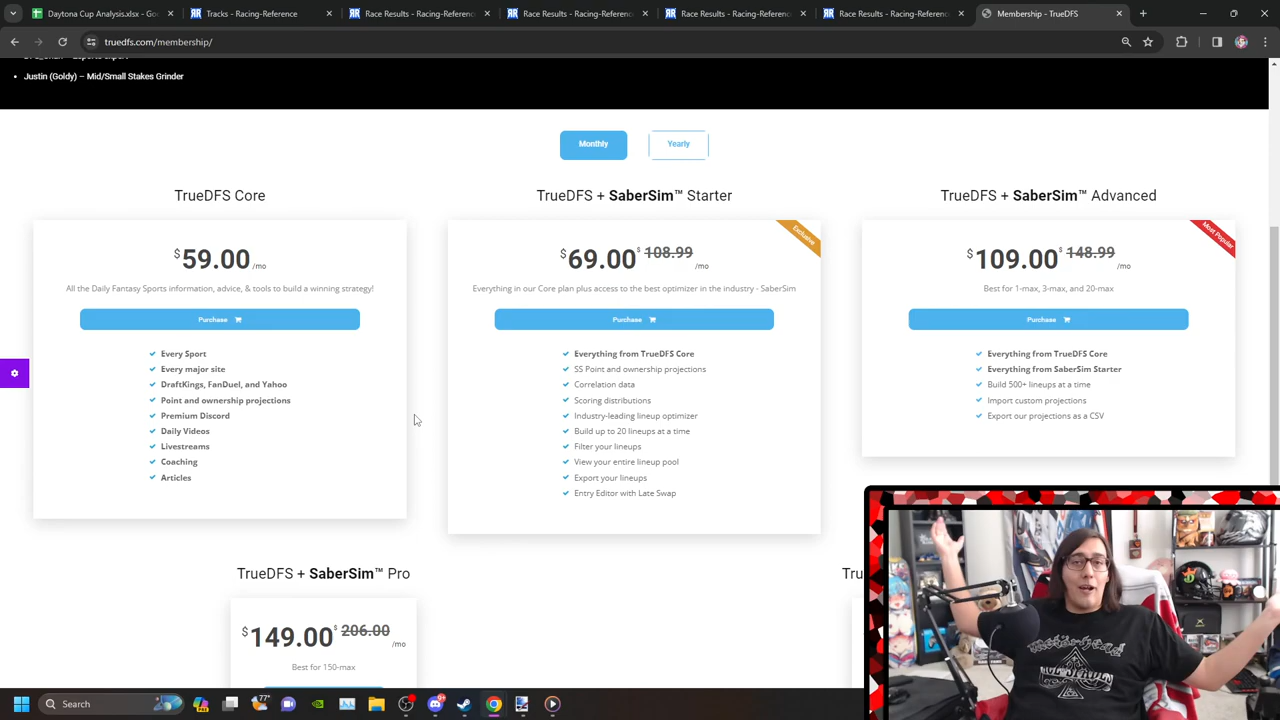 Daytona Cup Analysis.xlsx - Go
Tracks - Racing-Reference
Race Results - Racing-Reference
Race Results - Racing-Reference
Race Results - Racing-Reference
Race Results - Racing-Reference
Membership - TrueDFS
truedfs.com/membership/
Justin (Goldy) – Mid/Small Stakes Grinder
Monthly
Yearly
TrueDFS Core
$59.00/mo
All the Daily Fantasy Sports information, advice, & tools to build a winning strategy!
Purchase
Every Sport
Every major site
DraftKings, FanDuel, and Yahoo
Point and ownership projections
Premium Discord
Daily Videos
Livestreams
Coaching
Articles
TrueDFS + SaberSim™ Starter
Exclusive
$69.00 $108.99 /mo
Everything in our Core plan plus access to the best optimizer in the industry - SaberSim
Purchase
Everything from TrueDFS Core
SS Point and ownership projections
Correlation data
Scoring distributions
Industry-leading lineup optimizer
Build up to 20 lineups at a time
Filter your lineups
View your entire lineup pool
Export your lineups
Entry Editor with Late Swap
TrueDFS + SaberSim™ Advanced
Most Popular
$109.00 $148.99 /mo
Best for 1-max, 3-max, and 20-max
Purchase
Everything from TrueDFS Core
Everything from SaberSim Starter
Build 500+ lineups at a time
Import custom projections
Export our projections as a CSV
TrueDFS + SaberSim™ Pro
$149.00 $206.00 /mo
Best for 150-max
Tru
77°
Search